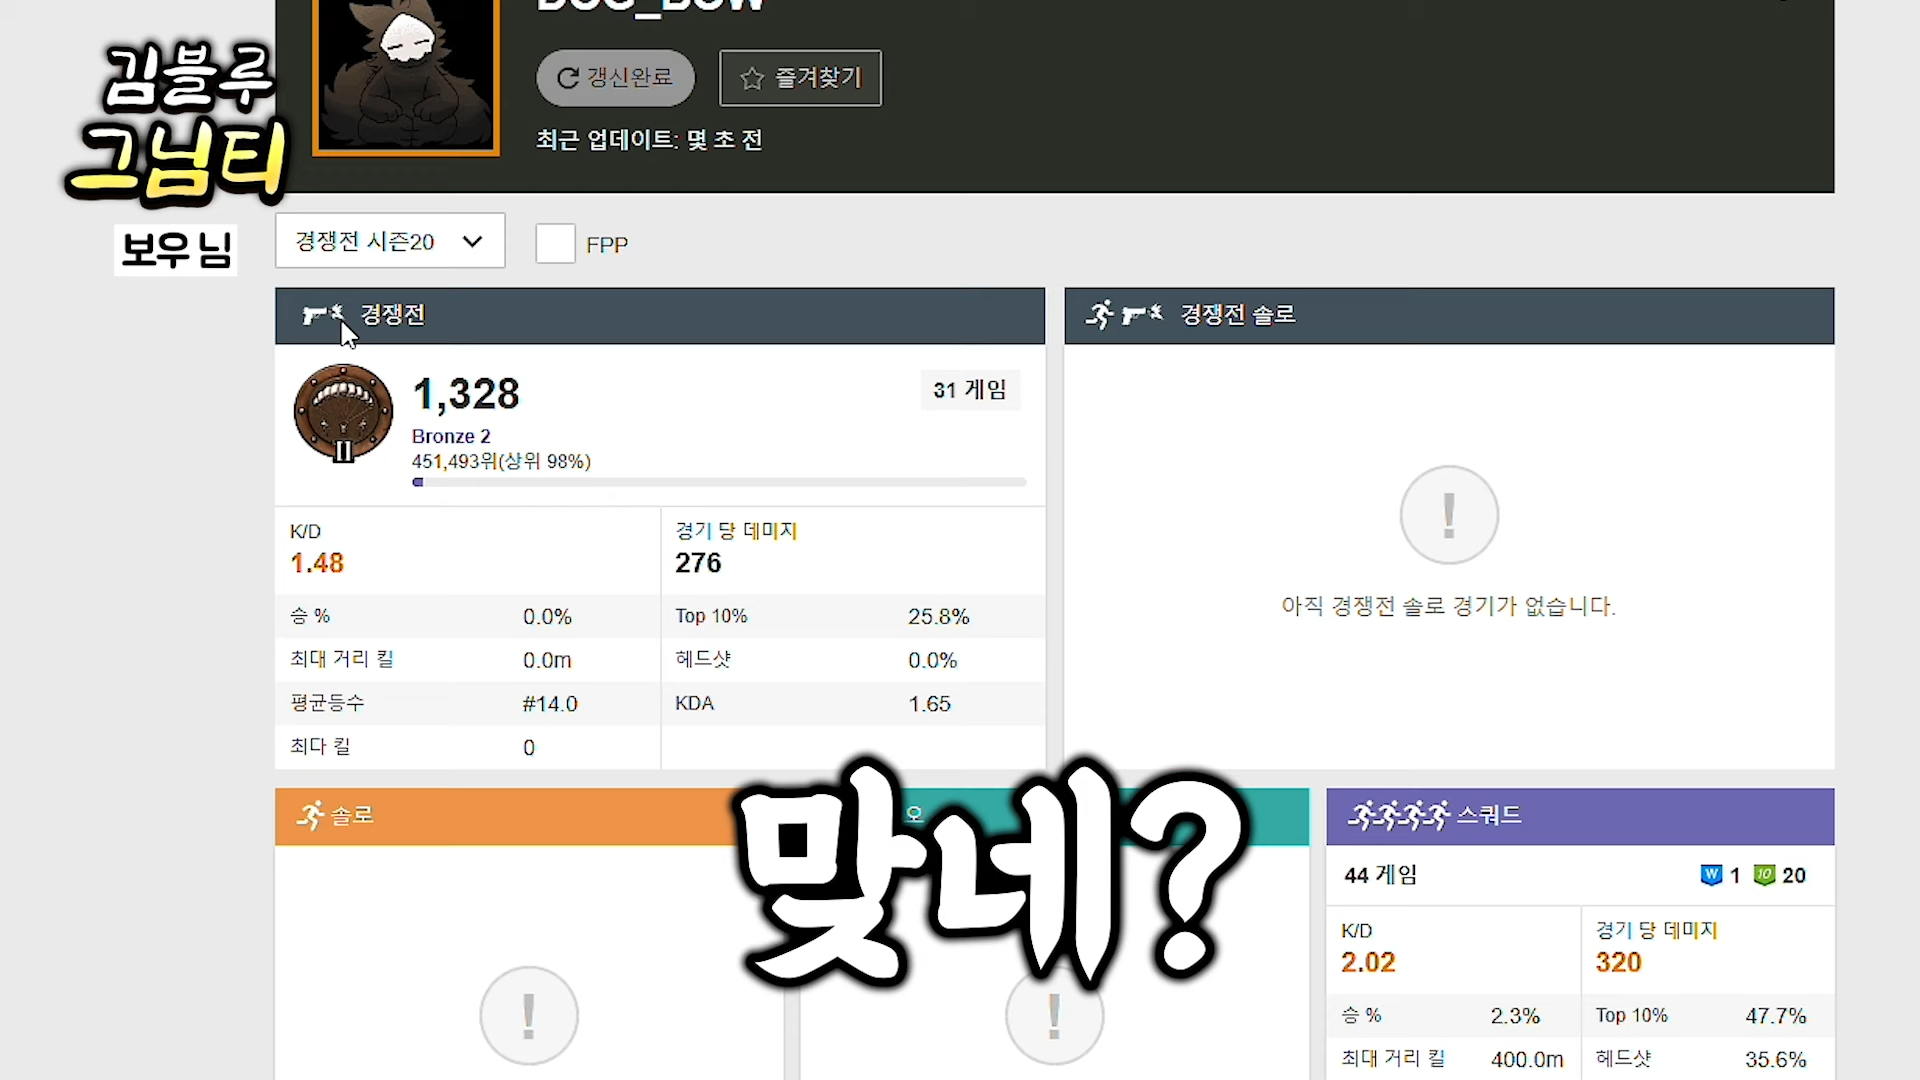 DOG_BOW
김블루
그님티
보우 님
갱신완료
즐겨찾기
최근 업데이트: 몇 초 전
경쟁전 시즌20
FPP
경쟁전
1,328
31 게임
Bronze 2
451,493위(상위 98%)
K/D
1.48
경기 당 데미지
276
승 % 0.0% Top 10% 25.8%
최대 거리 킬 0.0m 헤드샷 0.0%
평균등수 #14.0 KDA 1.65
최다 킬 0
경쟁전 솔로
아직 경쟁전 솔로 경기가 없습니다.
솔로
오
맞네?
스쿼드
44 게임 W 1 10 20
K/D
2.02
경기 당 데미지
320
승 % 2.3% Top 10% 47.7%
최대 거리 킬 400.0m 헤드샷 35.6%